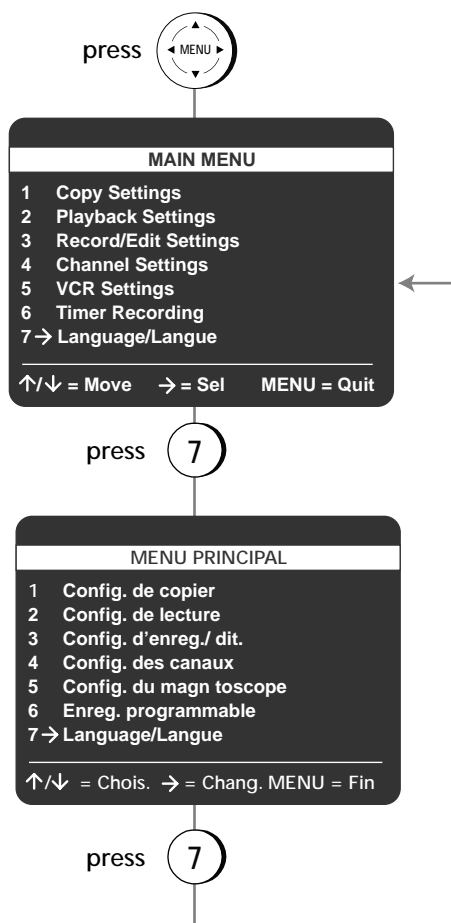 press MENU
MAIN MENU
1 Copy Settings
2 Playback Settings
3 Record/Edit Settings
4 Channel Settings
5 VCR Settings
6 Timer Recording
7→ Language/Langue
↑/↓ = Move → = Sel MENU = Quit
press 7
MENU PRINCIPAL
1 Config. de copier
2 Config. de lecture
3 Config. d'enreg./ dit.
4 Config. des canaux
5 Config. du magn toscope
6 Enreg. programmable
7→ Language/Langue
↑/↓ = Chois. → = Chang. MENU = Fin
press 7